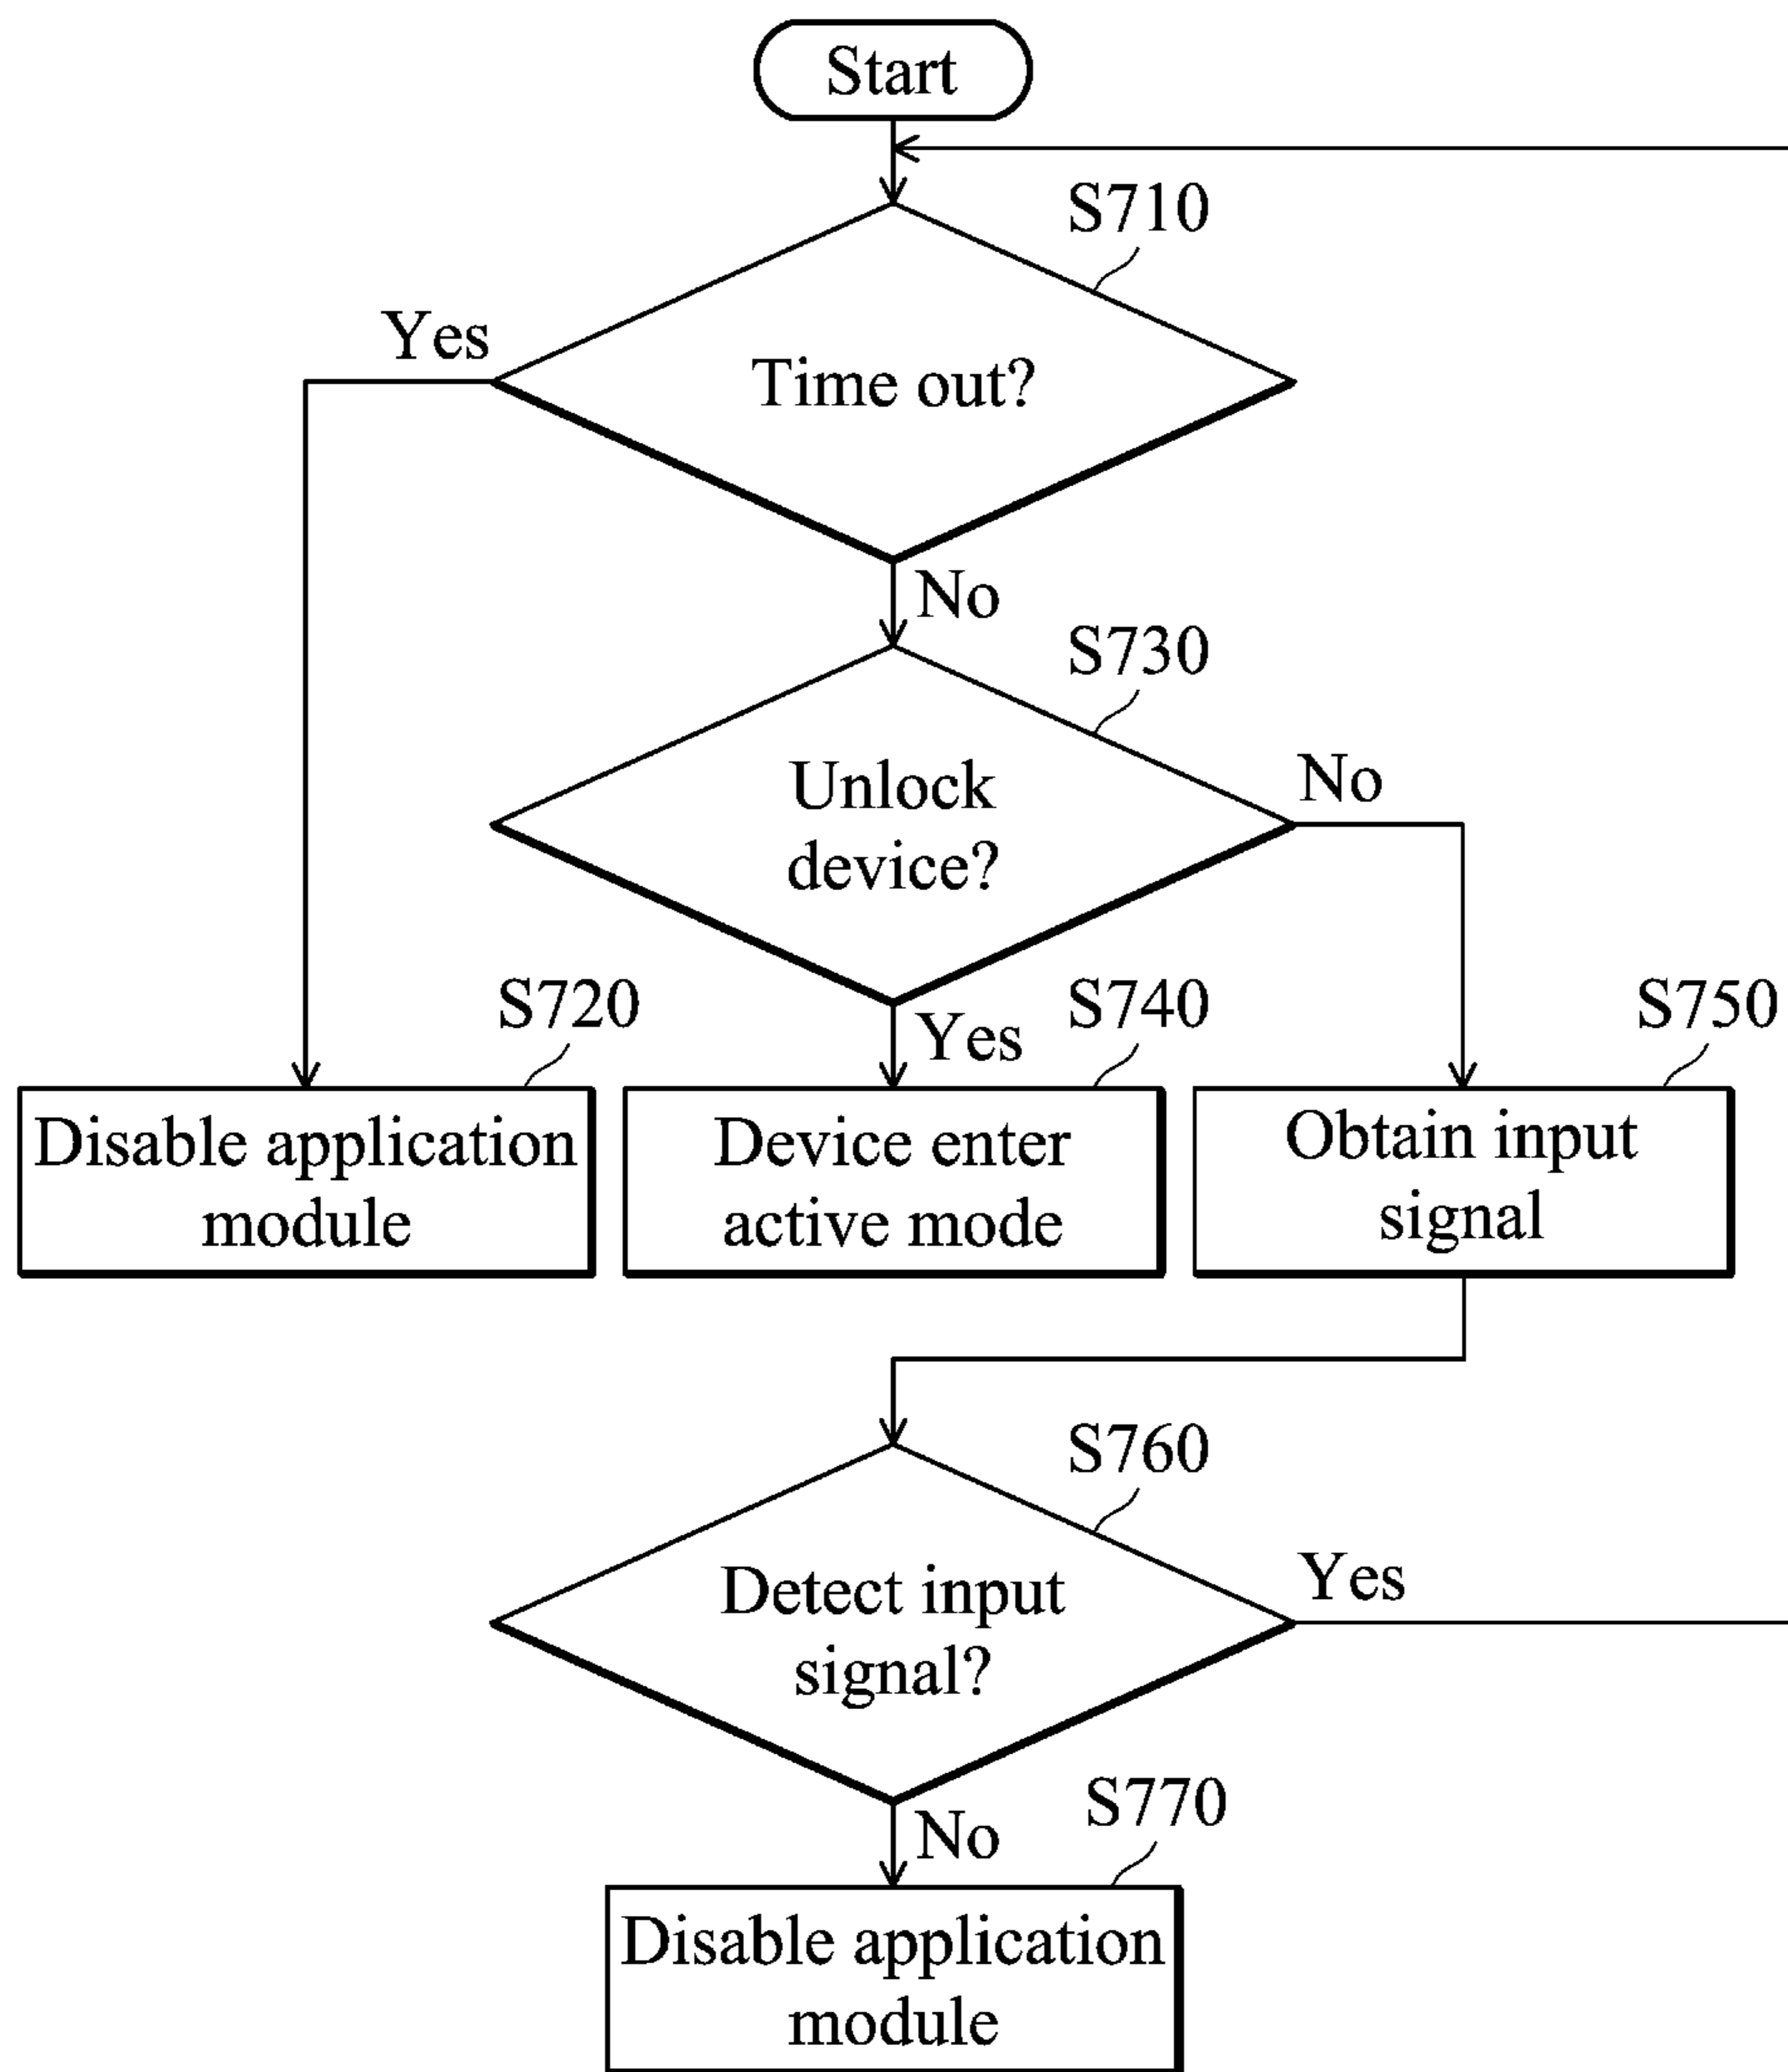 Start
S710
Yes
Time out?
No
S730
Unlock
device?
No
S720
Yes
S740
S750
Disable application
module
Device enter
active mode
Obtain input
signal
S760
Detect input
signal?
Yes
No
S770
Disable application
module